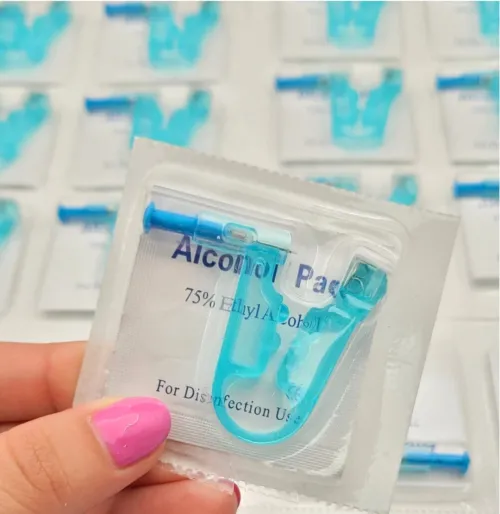 Alcohol Pad
75% Ethyl Alcohol
For Disinfection Use